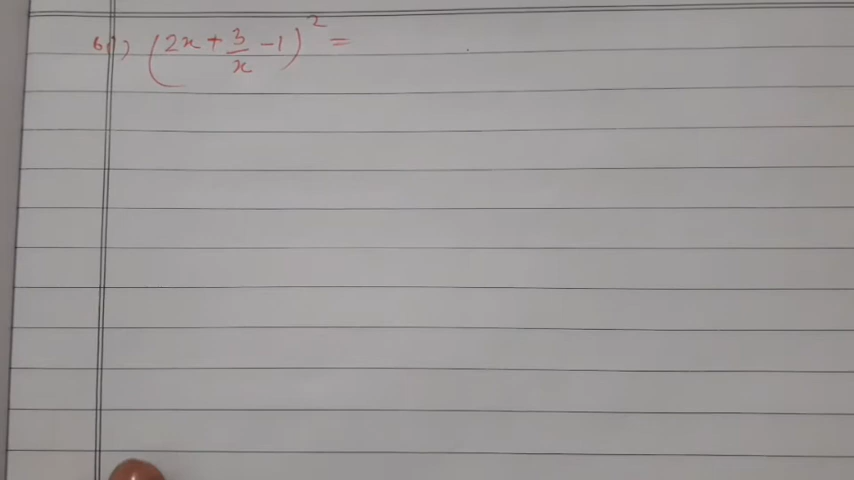 6) (2x + 3/x - 1)² =